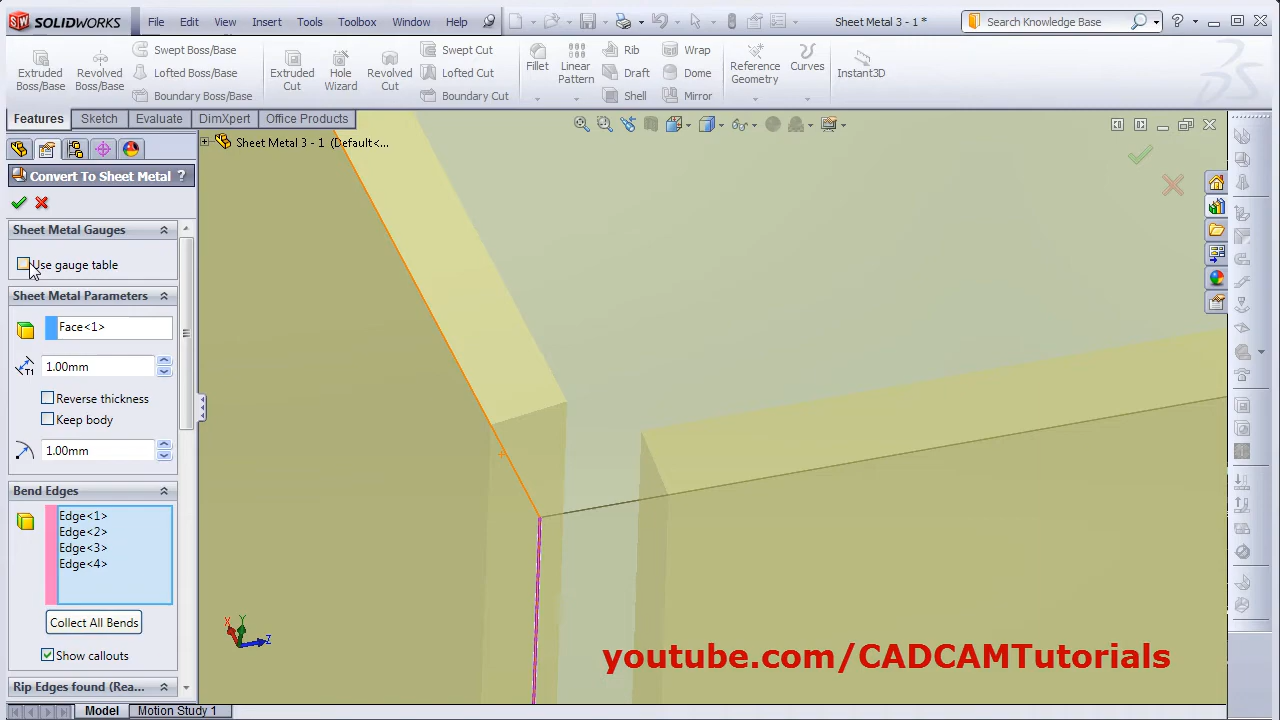 SOLIDWORKS File Edit View Insert Tools Toolbox Window Help Sheet Metal 3 - 1 * Search Knowledge Base ?
Extruded Boss/Base
Revolved Boss/Base
Swept Boss/Base
Lofted Boss/Base
Boundary Boss/Base
Extruded Cut
Hole Wizard
Revolved Cut
Swept Cut
Lofted Cut
Boundary Cut
Fillet
Linear Pattern
Rib
Draft
Shell
Wrap
Dome
Mirror
Reference Geometry
Curves
Instant3D
Features Sketch Evaluate DimXpert Office Products
Sheet Metal 3 - 1 (Default<...
Convert To Sheet Metal ?
Sheet Metal Gauges
Use gauge table
Sheet Metal Parameters
Face<1>
T1 1.00mm
Reverse thickness
Keep body
1.00mm
Bend Edges
Edge<1>
Edge<2>
Edge<3>
Edge<4>
Collect All Bends
Show callouts
Rip Edges found (Rea...
X Y Z
youtube.com/CADCAMTutorials
Model Motion Study 1